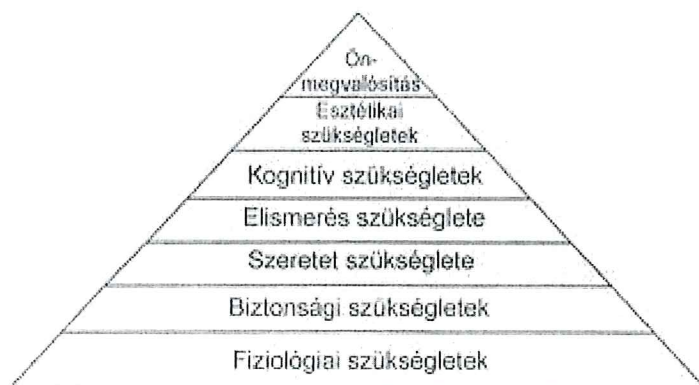 Ön-
megvalósítás
Esztétikai
szükségletek
Kognitív szükségletek
Elismerés szükséglete
Szeretet szükséglete
Biztonsági szükségletek
Fiziológiai szükségletek